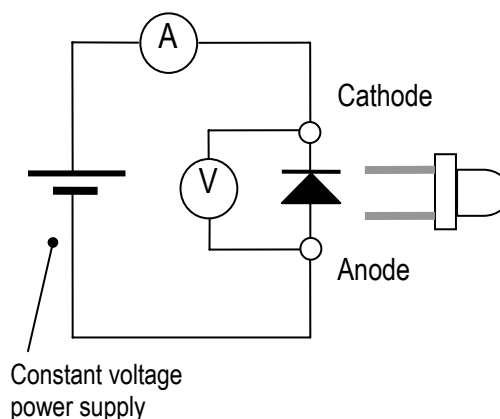 A
Cathode
V
Anode
Constant voltage
power supply